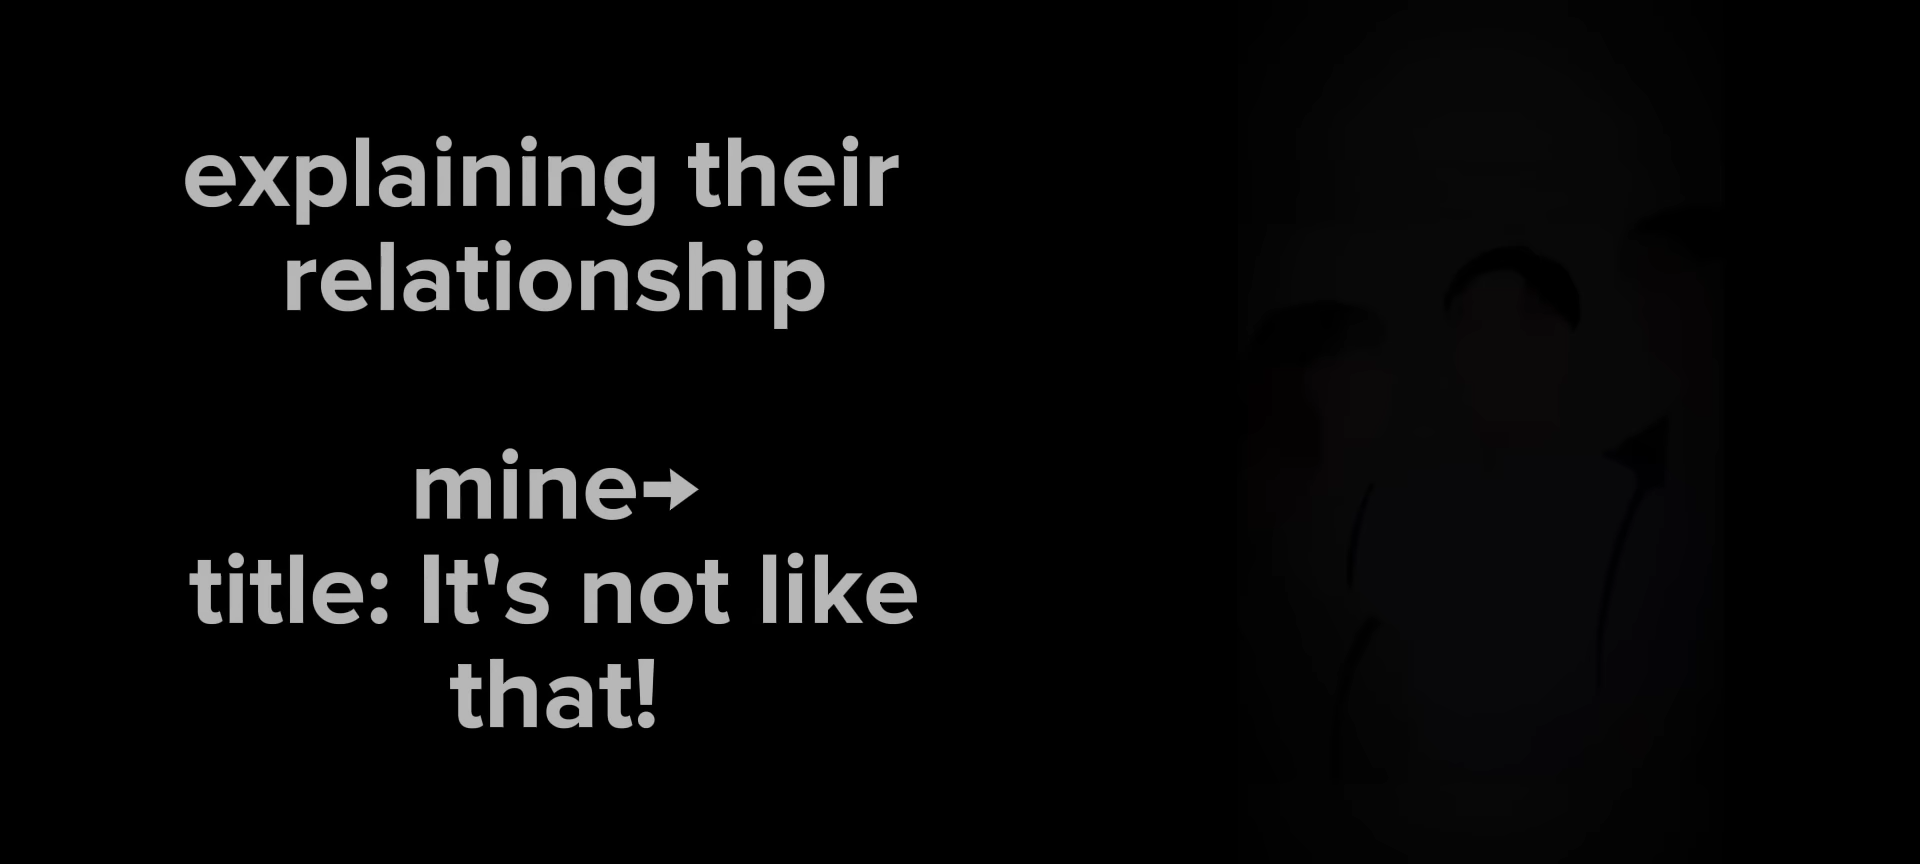 explaining their
relationship
mine➔
title: It's not like
that!